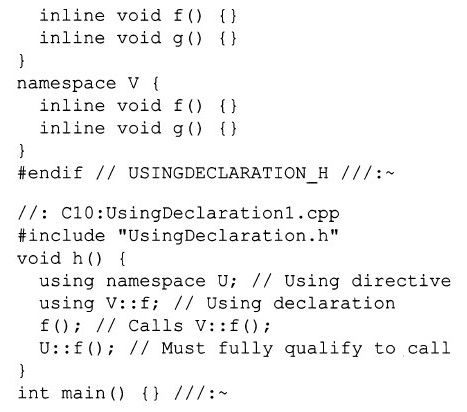 inline void f() {}
  inline void g() {}
}
namespace V {
  inline void f() {}
  inline void g() {}
}
#endif // USINGDECLARATION_H ///:~
//: C10:UsingDeclaration1.cpp
#include "UsingDeclaration.h"
void h() {
  using namespace U; // Using directive
  using V::f; // Using declaration
  f(); // Calls V::f();
  U::f(); // Must fully qualify to call
}
int main() {} ///:~